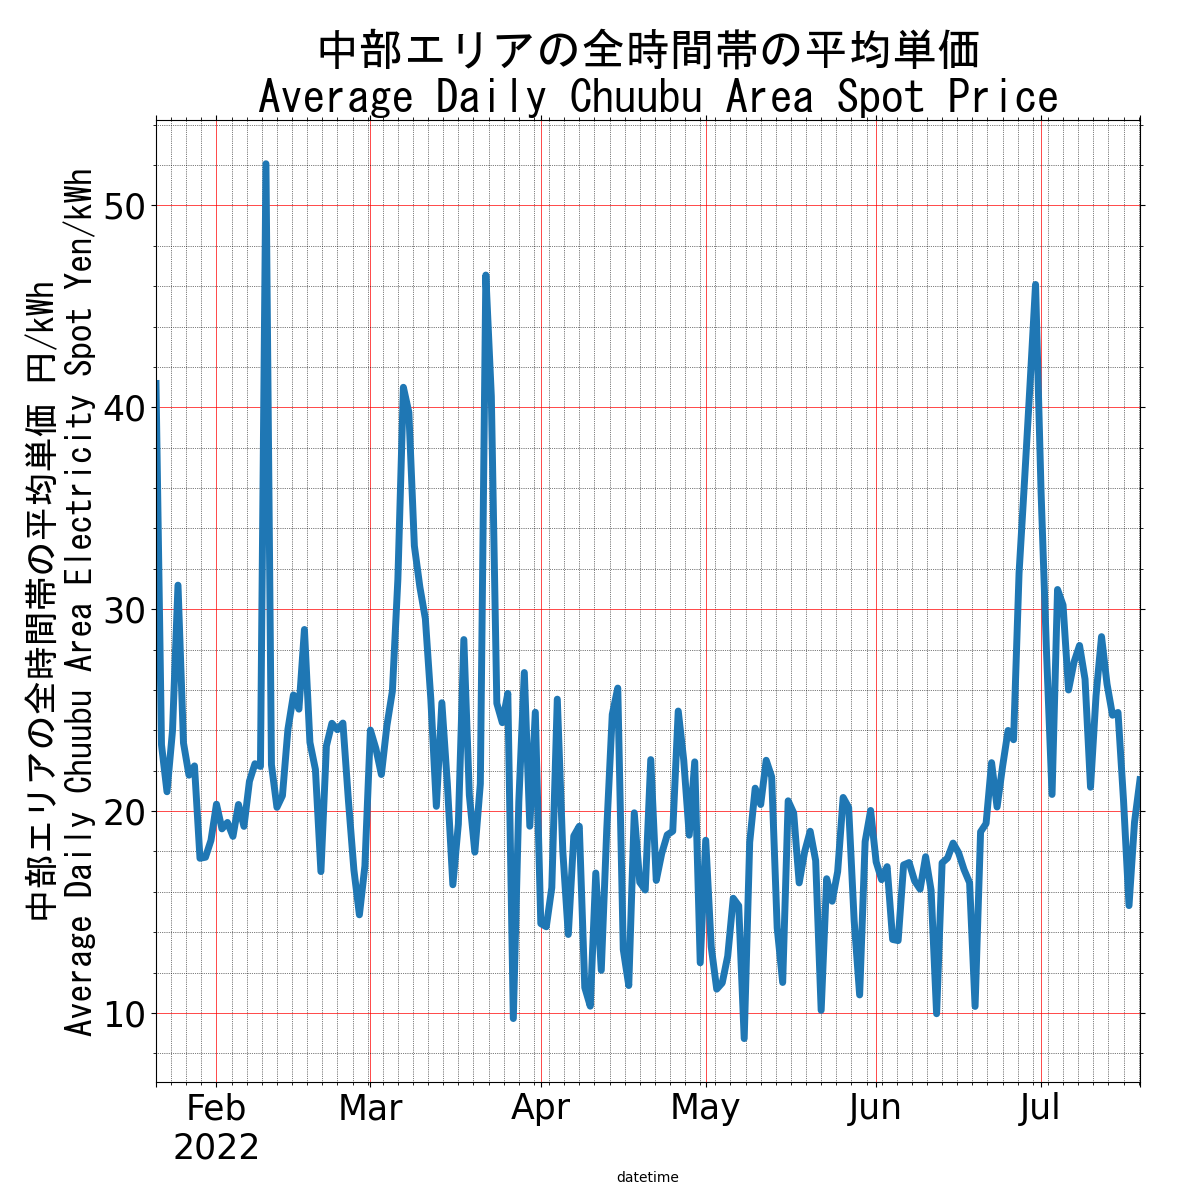 中部エリアの全時間帯の平均単価
Average Daily Chuubu Area Spot Price
中部エリアの全時間帯の平均単価 円/kWh
Average Daily Chuubu Area Electricity Spot Yen/kWh
50
40
30
20
10
Feb Mar Apr May Jun Jul
2022
datetime